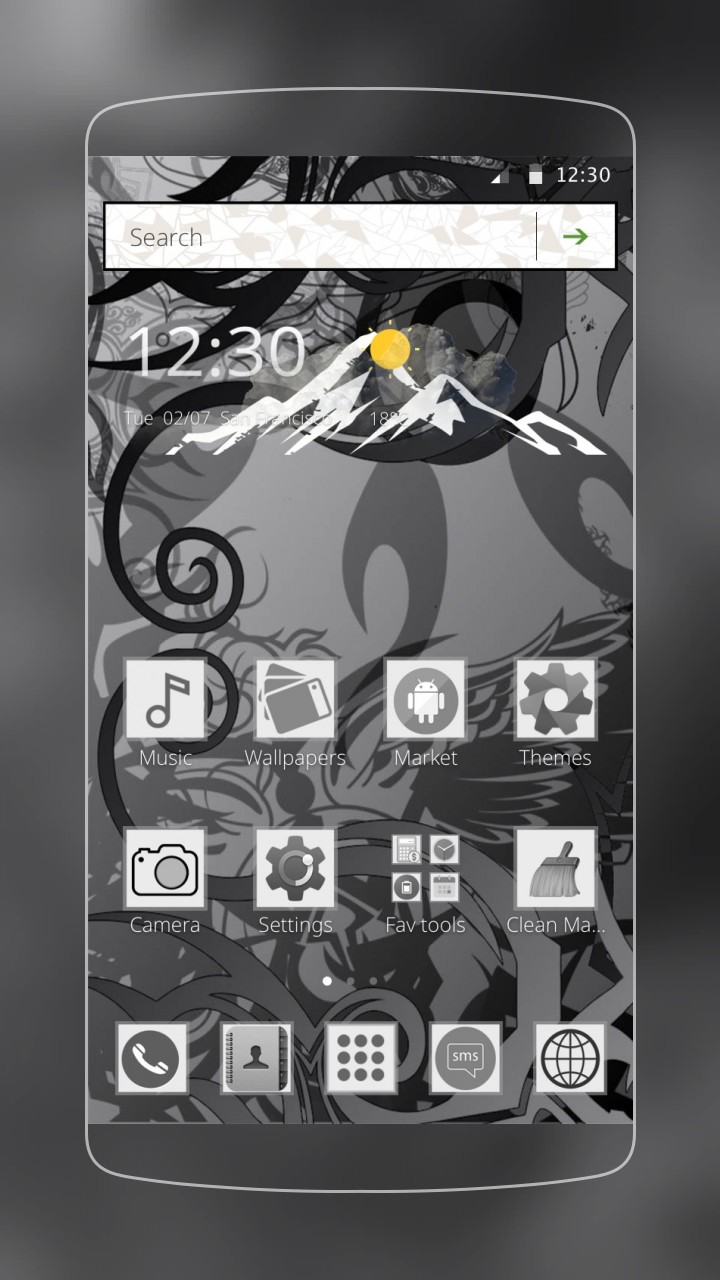 12:30
Search
12:30
Tue 02/07 San Francisco
Music Wallpapers Market Themes
Camera Settings Fav tools Clean Ma...
sms